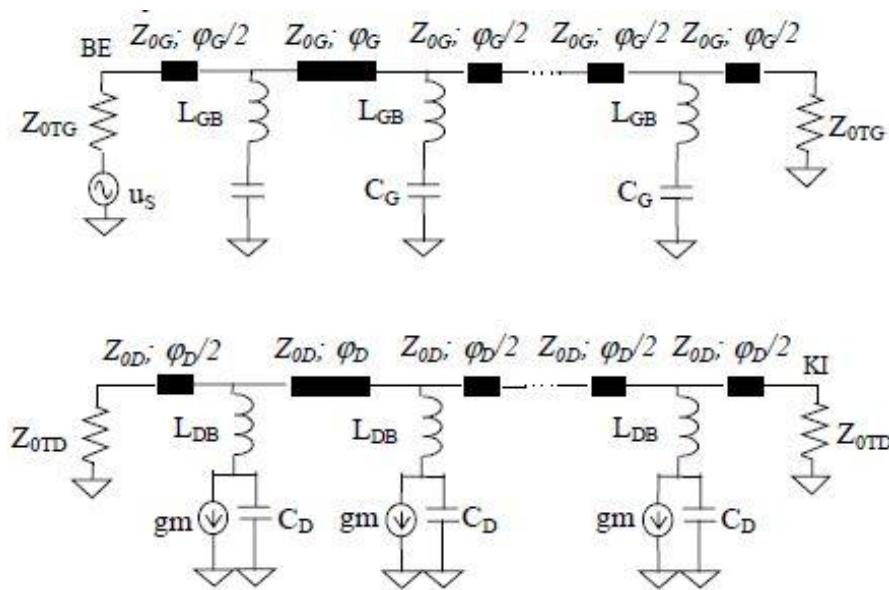 BE Z0G; φG/2 Z0G; φG Z0G; φG/2 Z0G; φG/2 Z0G; φG/2
Z0TG LGB LGB LGB Z0TG
uS CG CG
Z0D; φD/2 Z0D; φD Z0D; φD/2 Z0D; φD/2 Z0D; φD/2 KI
Z0TD LDB LDB LDB Z0TD
gm CD gm CD gm CD